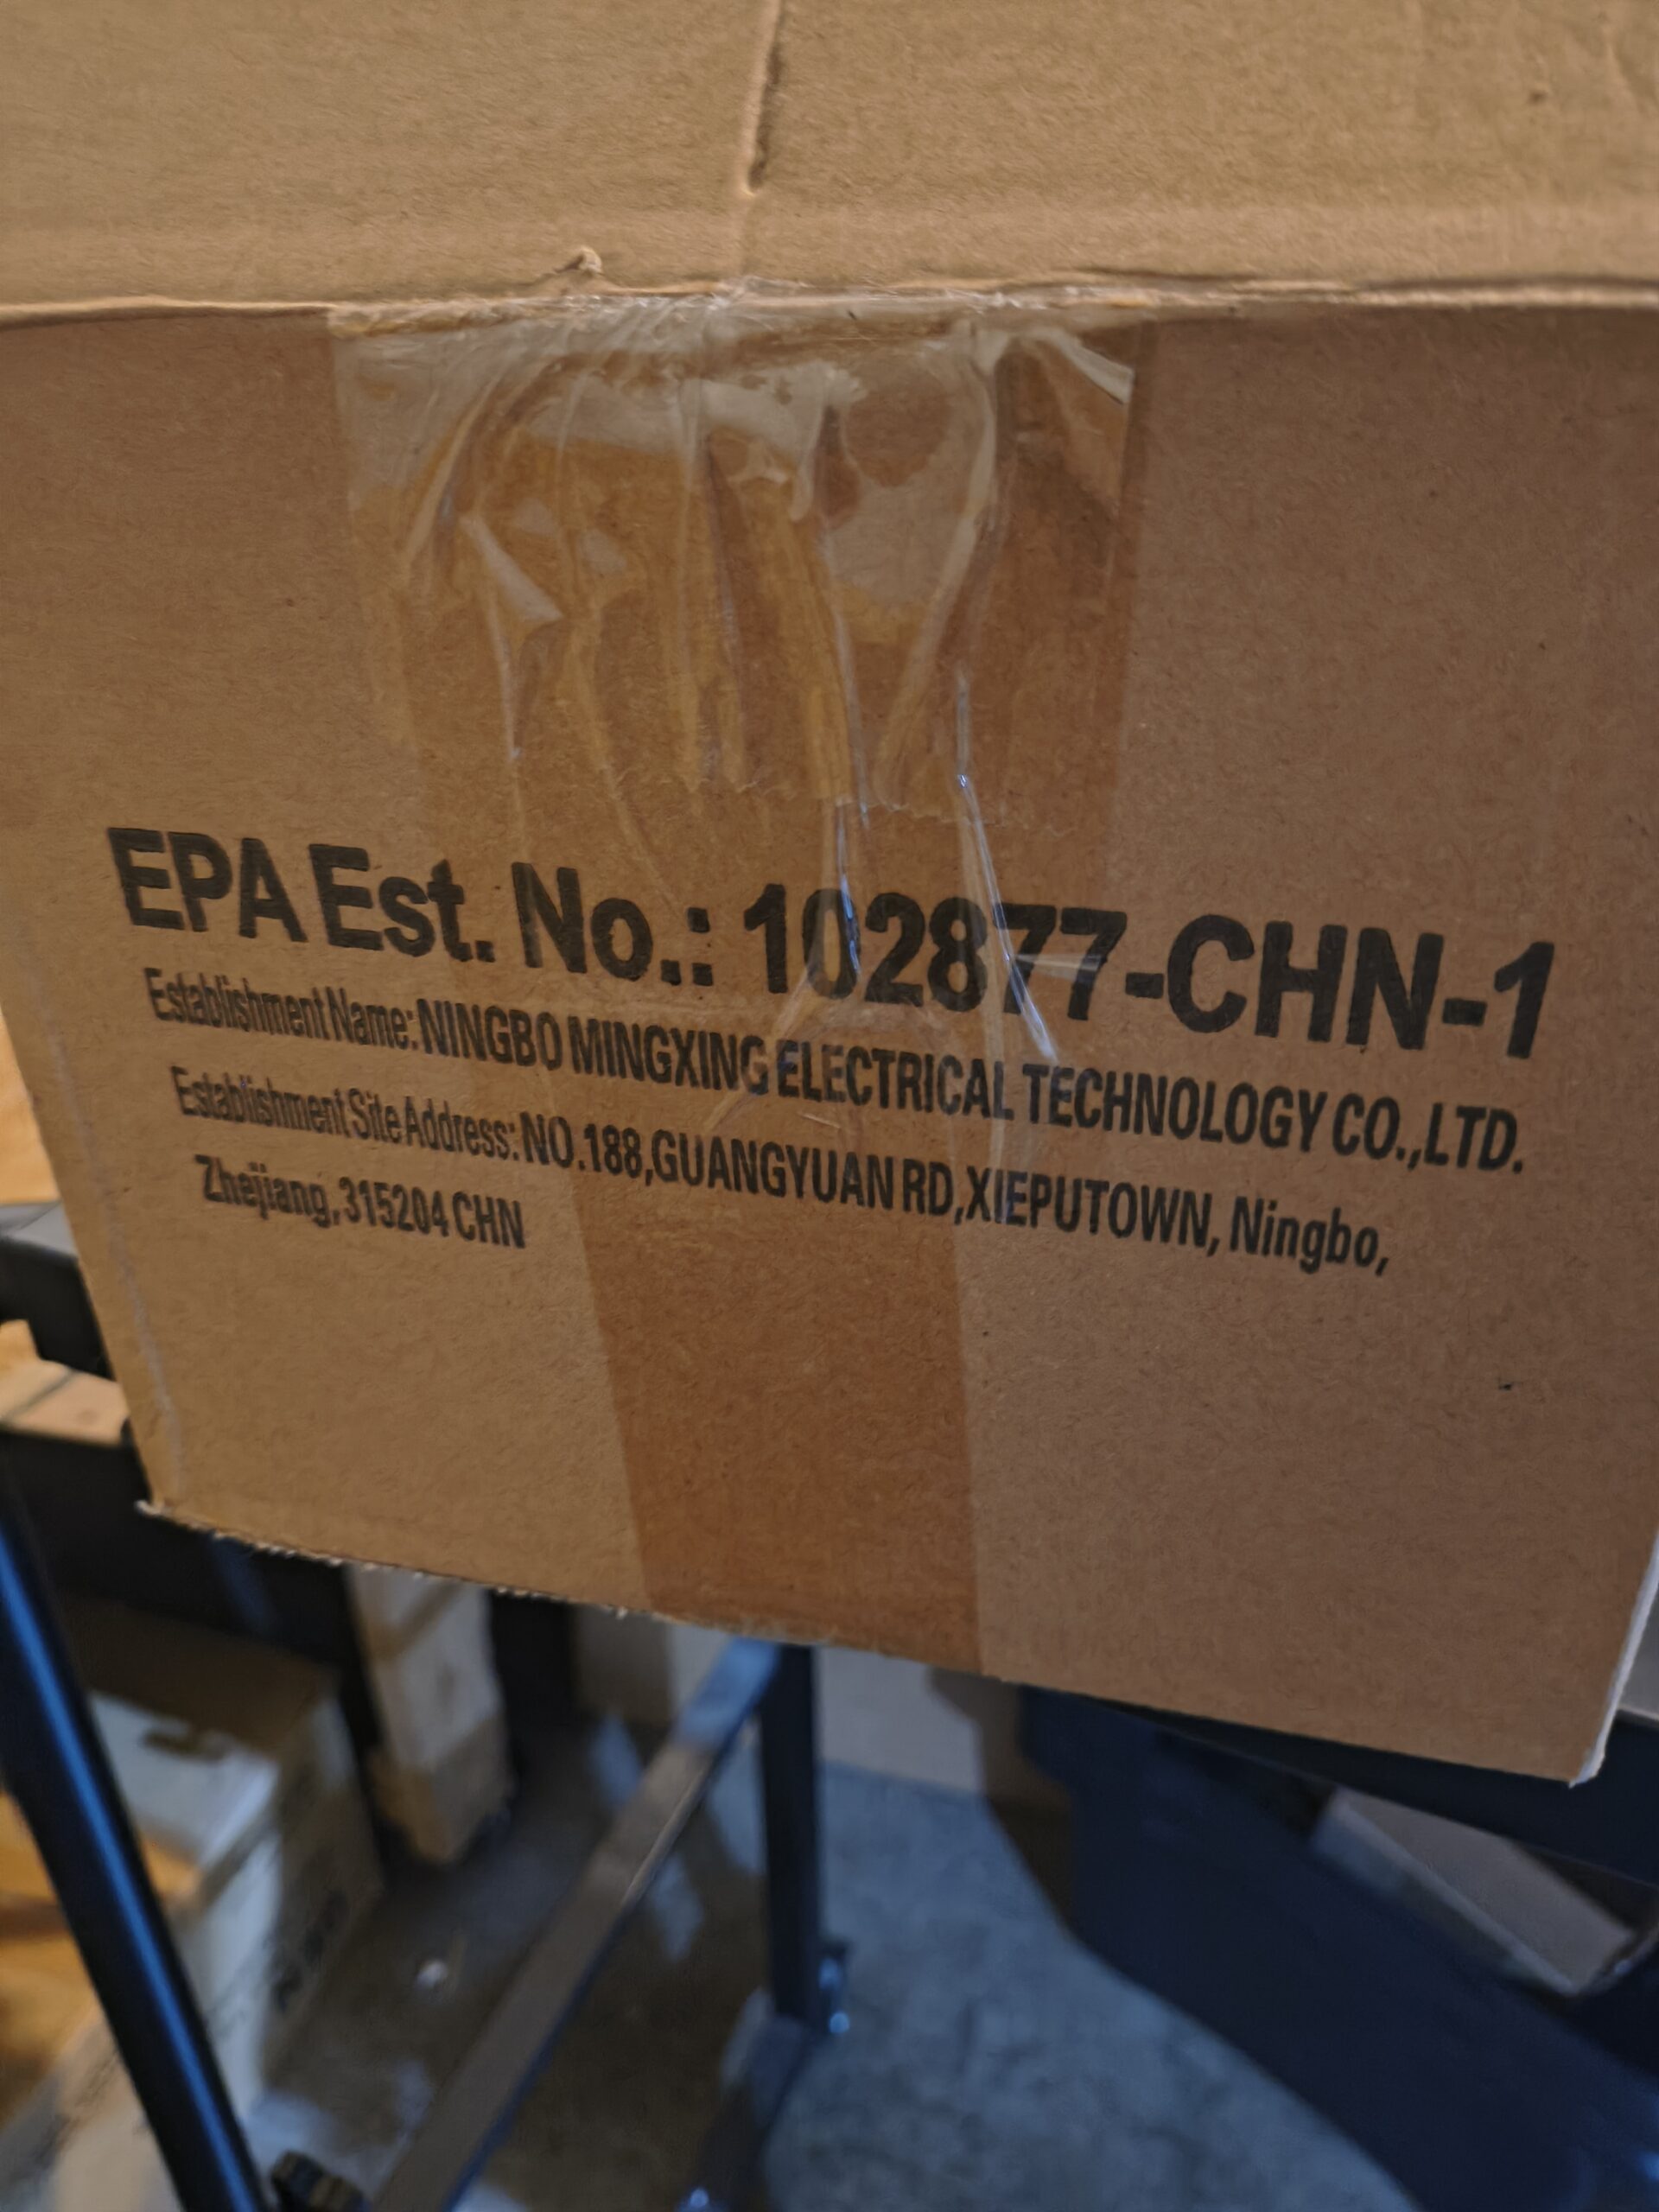 EPA Est. No.: 102877-CHN-1
Establishment Name: NINGBO MINGXING ELECTRICAL TECHNOLOGY CO.,LTD.
Establishment Site Address: NO.188,GUANGYUAN RD,XIEPUTOWN, Ningbo,
Zhejiang, 315204 CHN